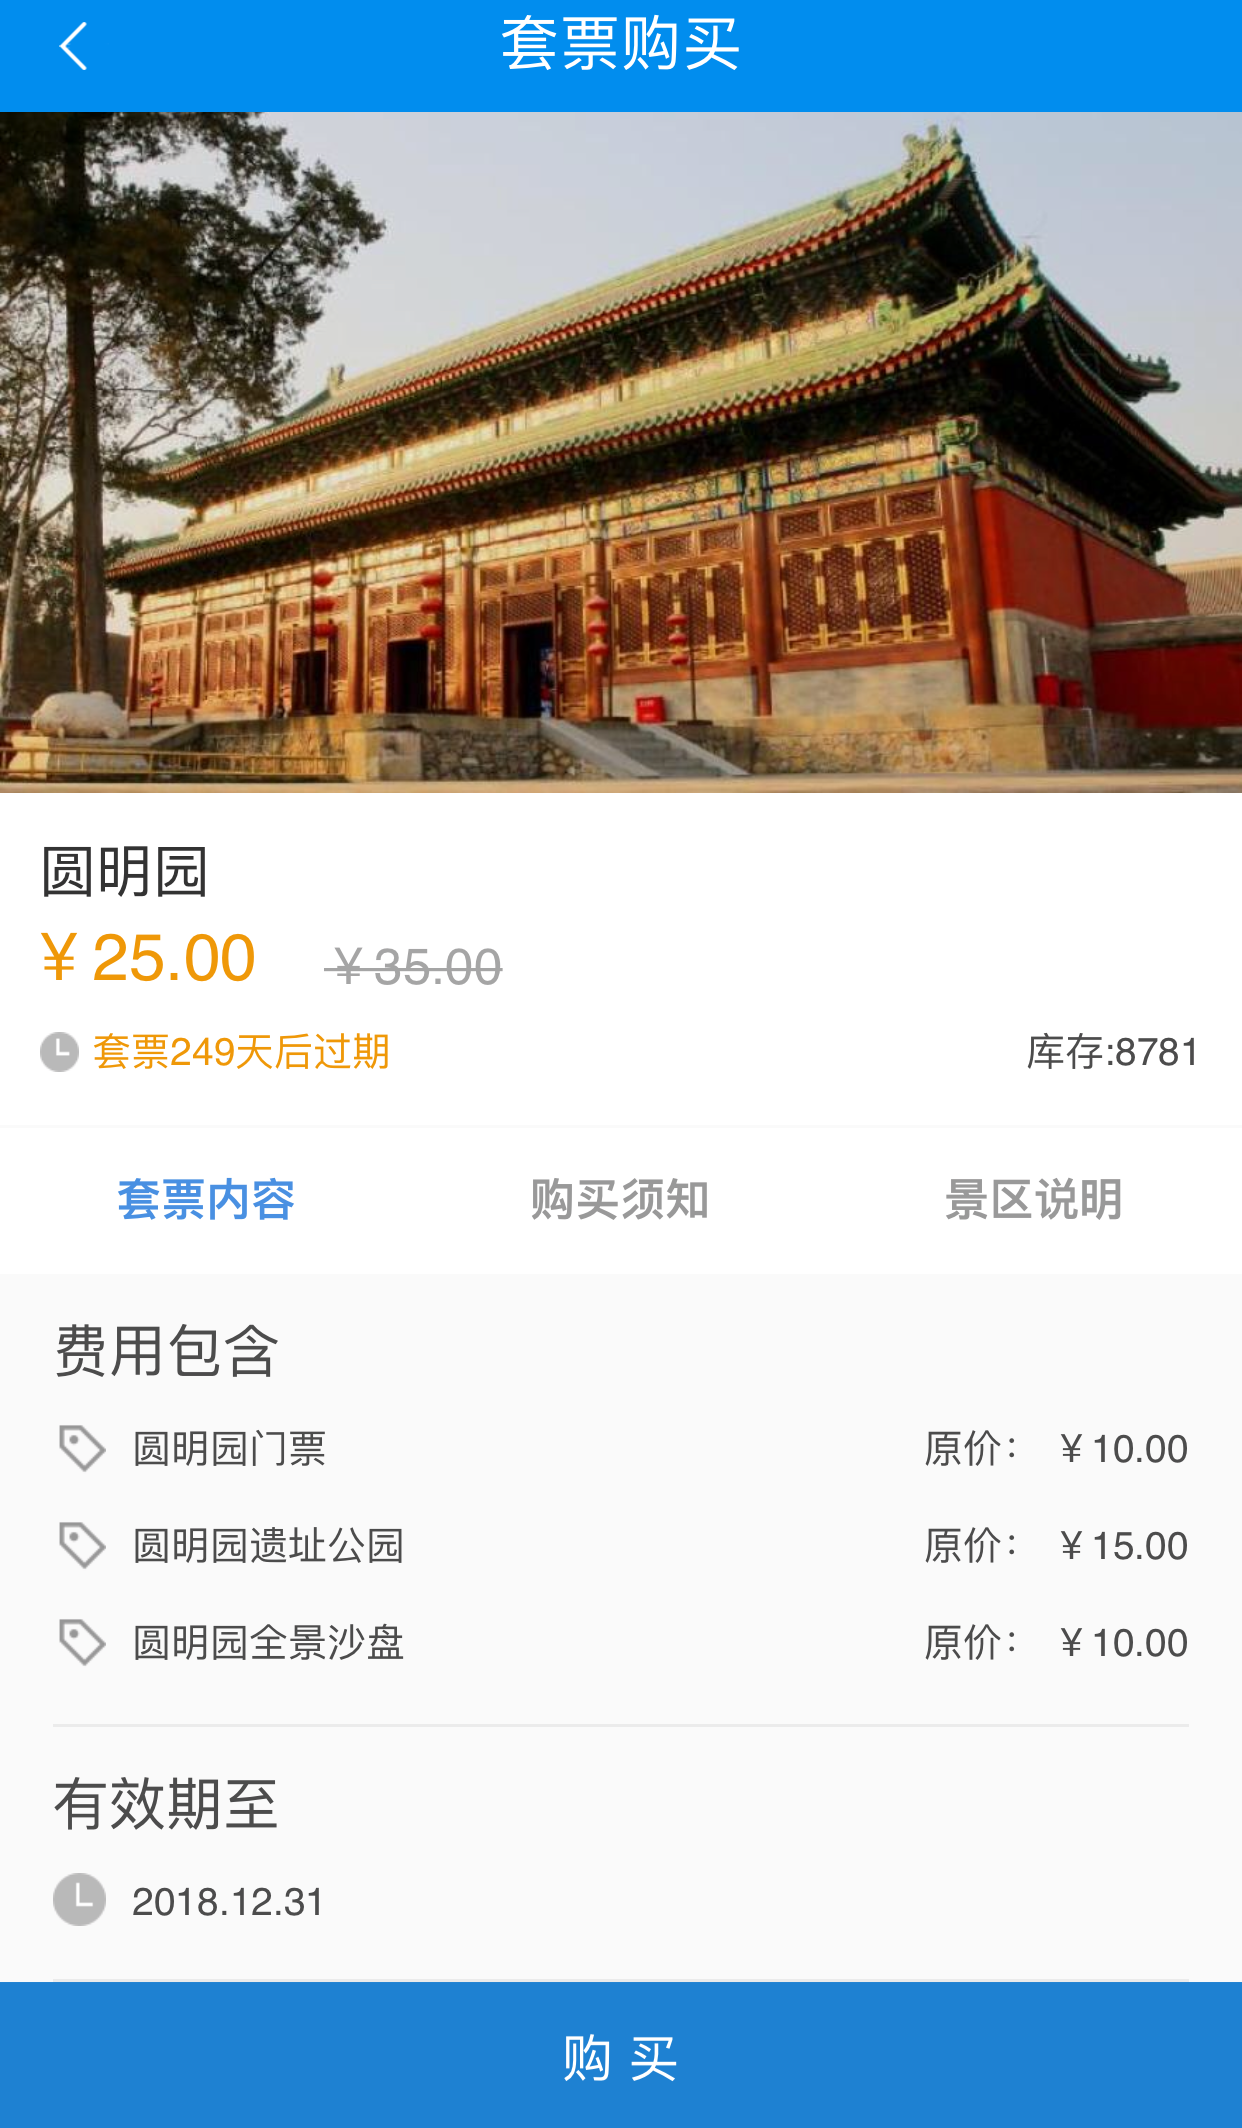 套票购买
圆明园
¥25.00 ¥35.00
套票249天后过期 库存:8781
套票内容 购买须知 景区说明
费用包含
圆明园门票 原价: ¥10.00
圆明园遗址公园 原价: ¥15.00
圆明园全景沙盘 原价: ¥10.00
有效期至
2018.12.31
购买